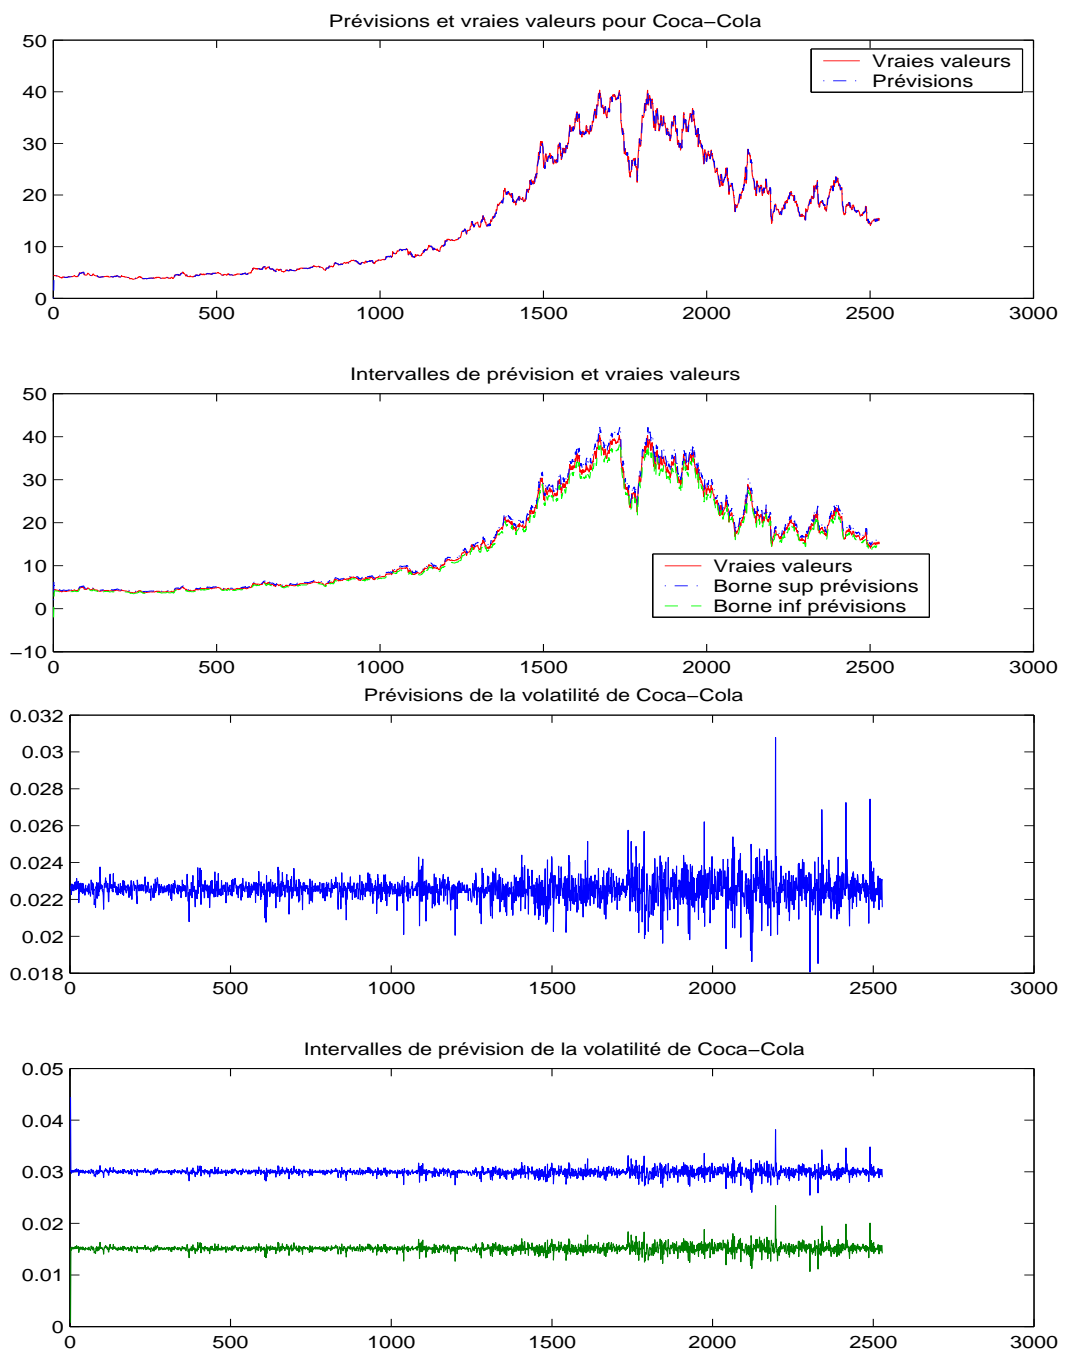 Prévisions et vraies valeurs pour Coca−Cola
50
40
30
20
10
0
Vraies valeurs
Prévisions
0 500 1000 1500 2000 2500 3000
Intervalles de prévision et vraies valeurs
50
40
30
20
10
0
−10
Vraies valeurs
Borne sup prévisions
Borne inf prévisions
0 500 1000 1500 2000 2500 3000
Prévisions de la volatilité de Coca−Cola
0.032
0.03
0.028
0.026
0.024
0.022
0.02
0.018
0 500 1000 1500 2000 2500 3000
Intervalles de prévision de la volatilité de Coca−Cola
0.05
0.04
0.03
0.02
0.01
0
0 500 1000 1500 2000 2500 3000